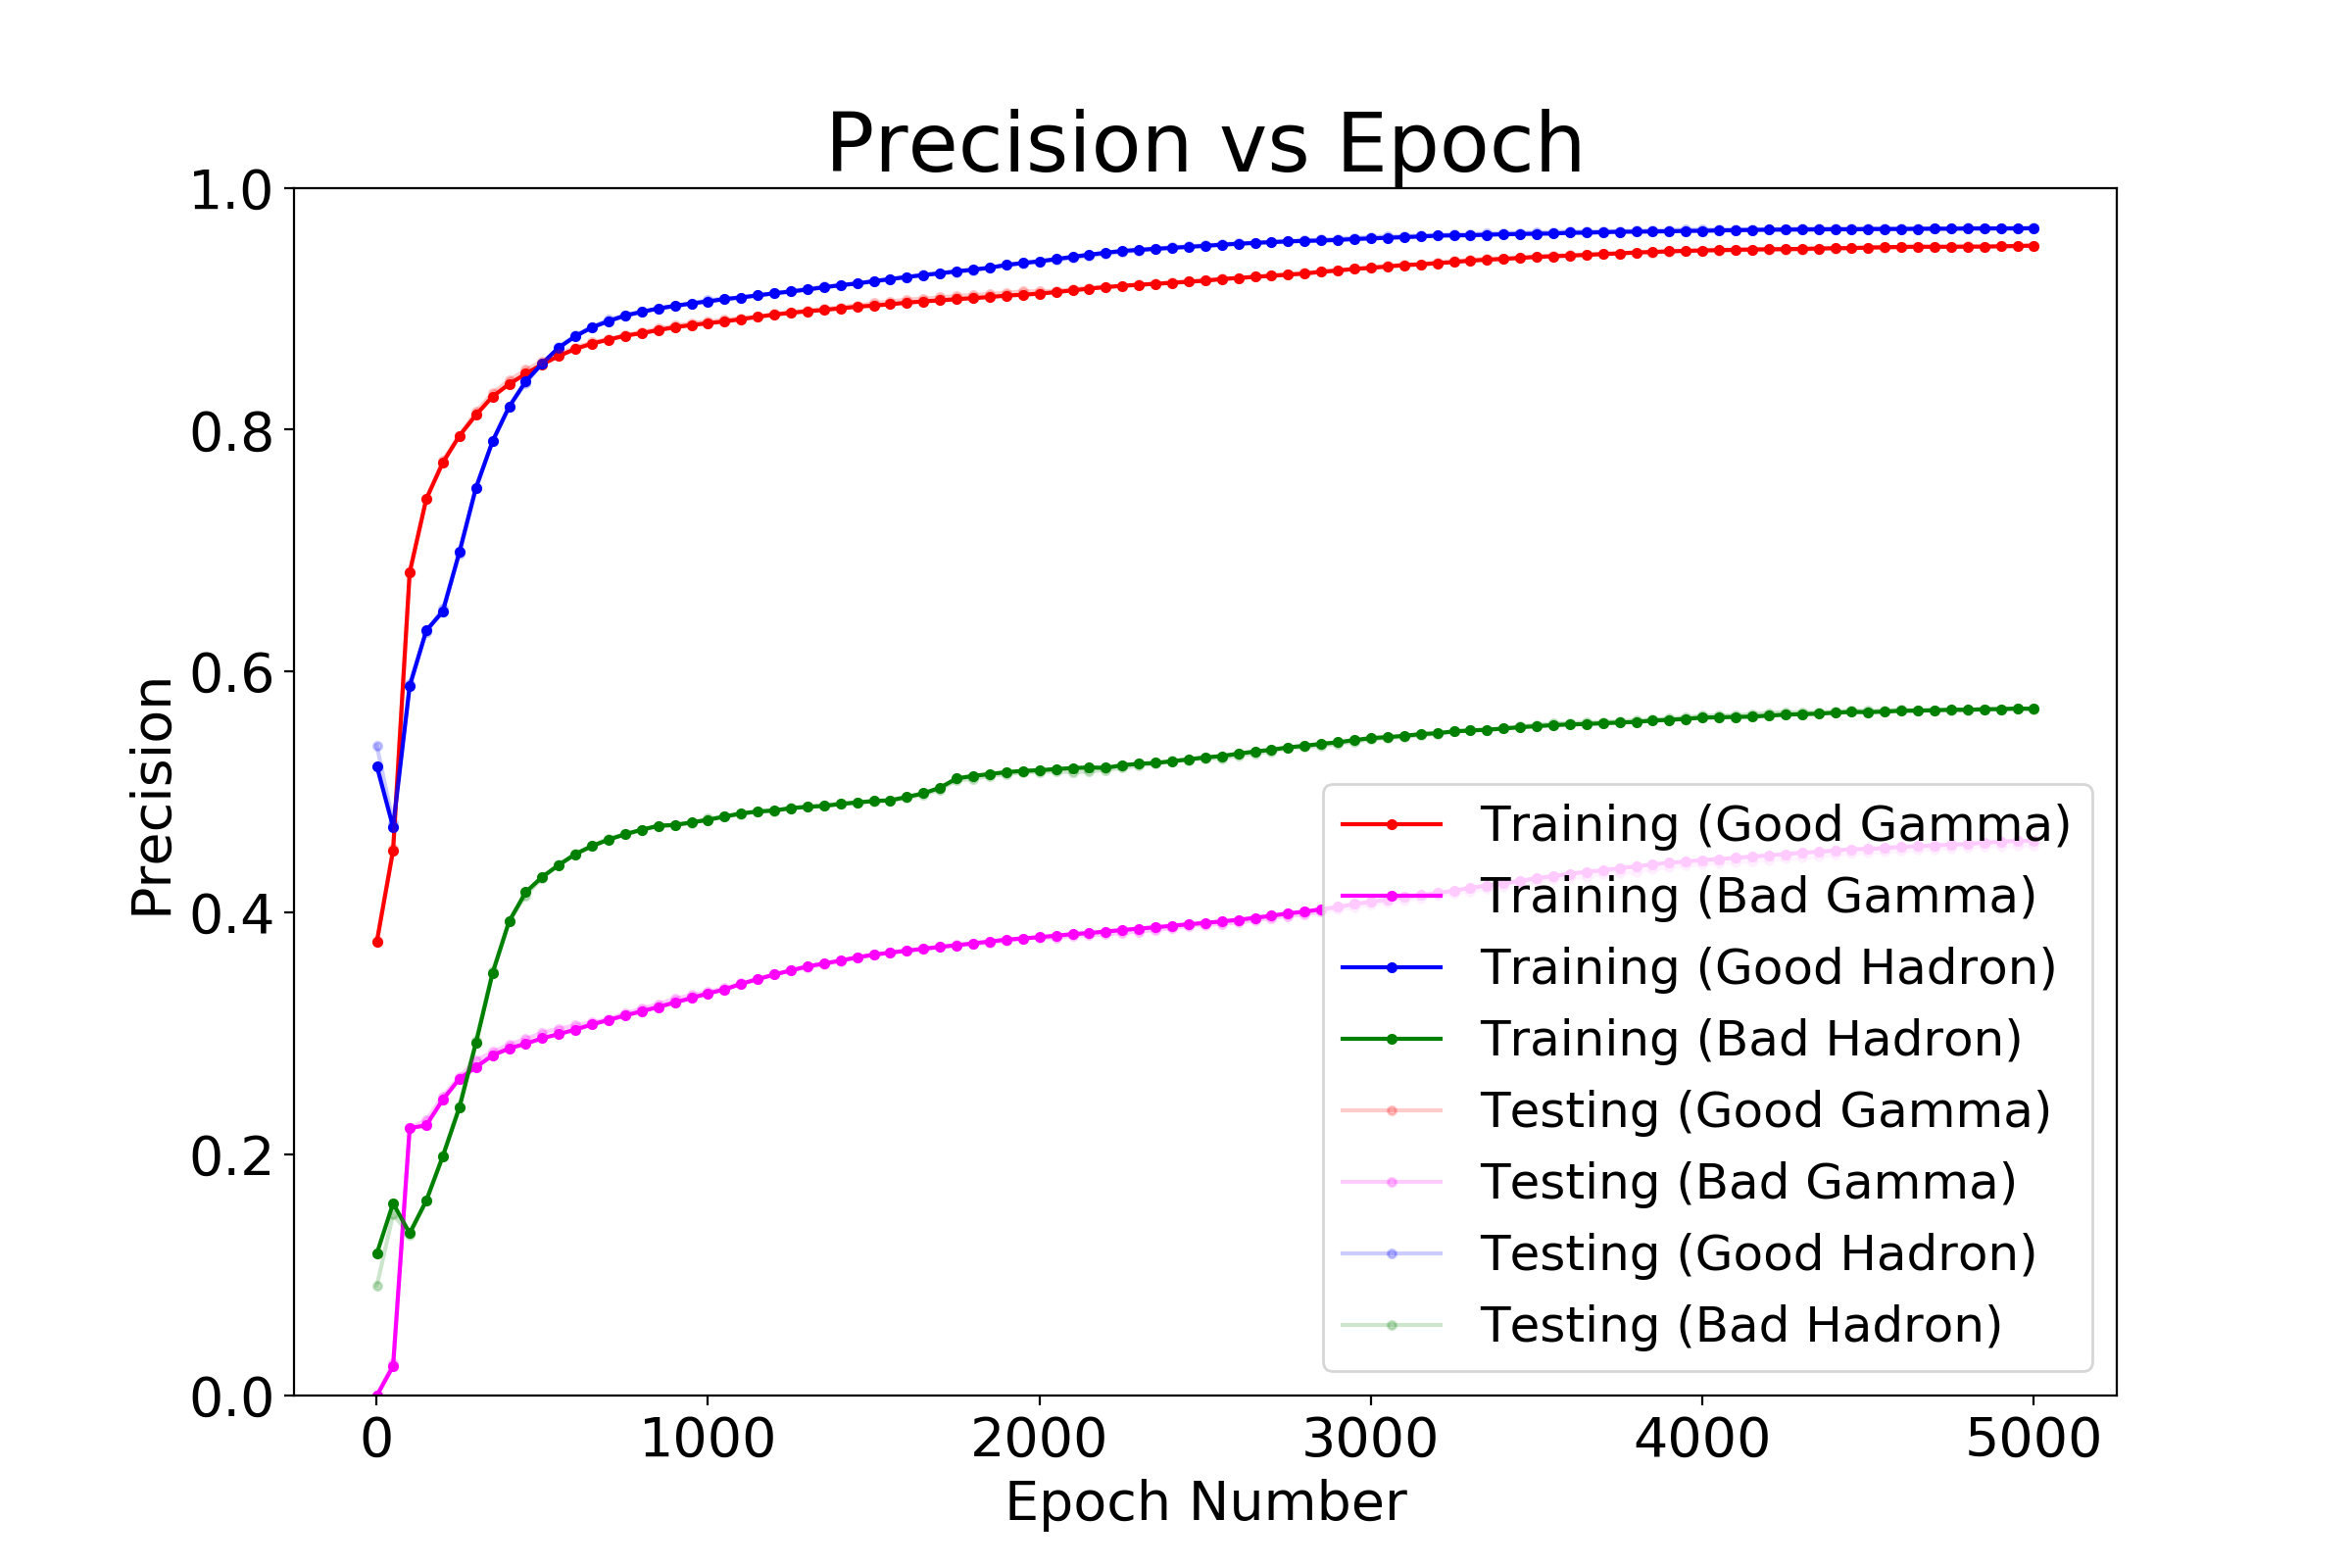 Precision vs Epoch
1.0
0.8
0.6
0.4
0.2
0.0
Precision
0
1000
2000
3000
4000
5000
Epoch Number
Training (Good Gamma)
Training (Bad Gamma)
Training (Good Hadron)
Training (Bad Hadron)
Testing (Good Gamma)
Testing (Bad Gamma)
Testing (Good Hadron)
Testing (Bad Hadron)